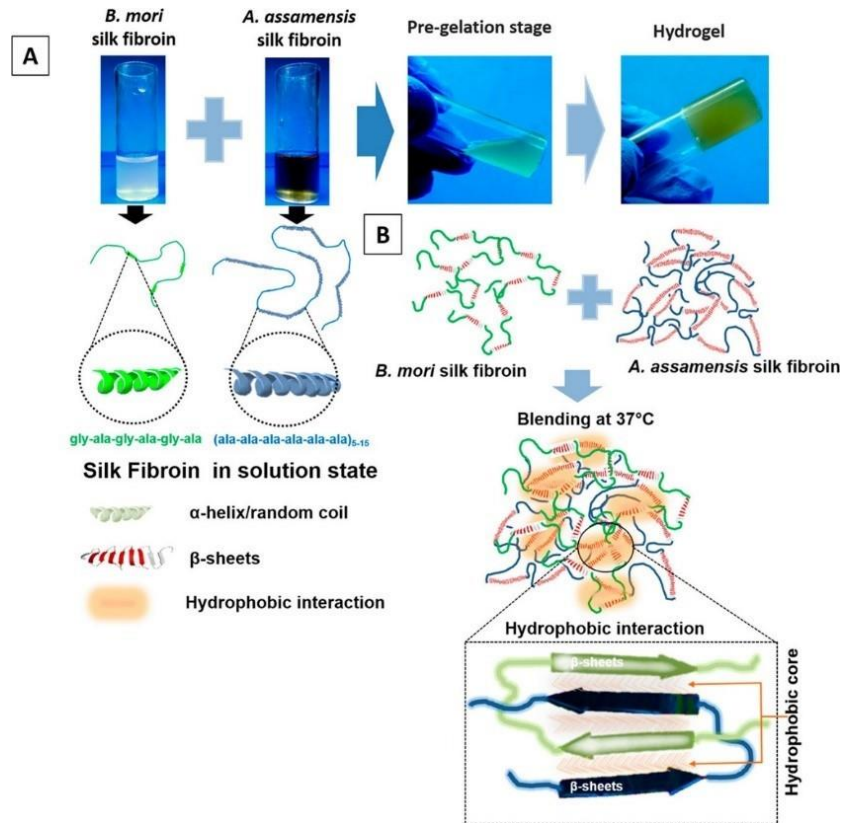 A
B. mori
silk fibroin
A. assamensis
silk fibroin
Pre-gelation stage
Hydrogel
gly-ala-gly-ala-gly-ala
(ala-ala-ala-ala-ala-ala)5-15
Silk Fibroin in solution state
α-helix/random coil
β-sheets
Hydrophobic interaction
B
B. mori silk fibroin
A. assamensis silk fibroin
Blending at 37°C
Hydrophobic interaction
β-sheets
β-sheets
Hydrophobic core